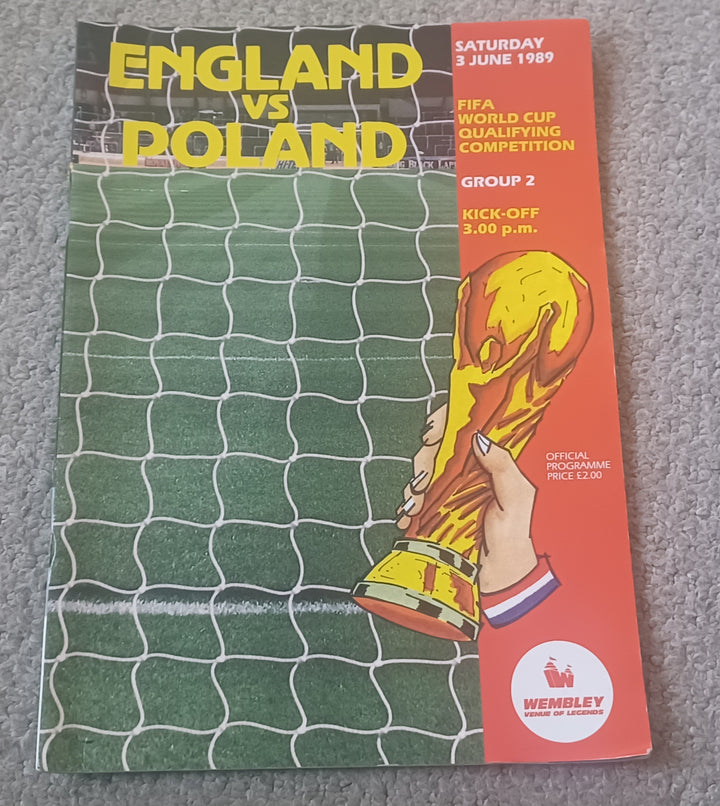 ENGLAND
VS
POLAND
SATURDAY
3 JUNE 1989
FIFA
WORLD CUP
QUALIFYING
COMPETITION
GROUP 2
KICK-OFF
3.00 p.m.
OFFICIAL
PROGRAMME
PRICE £2.00
W
WEMBLEY
VENUE OF LEGENDS
BLACK